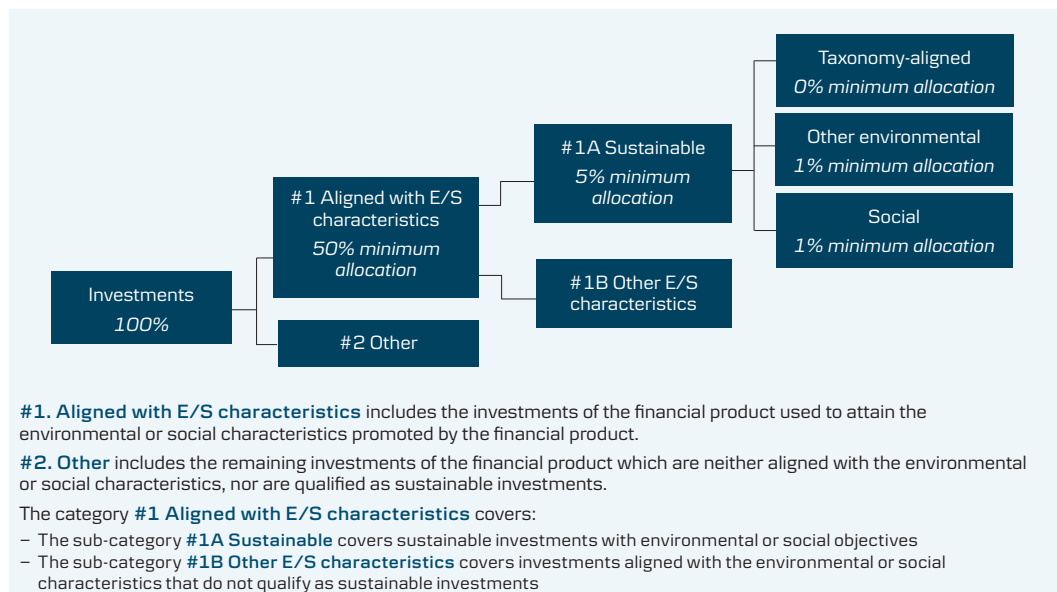 Taxonomy-aligned
0% minimum allocation
Other environmental
1% minimum allocation
Social
1% minimum allocation
#1A Sustainable
5% minimum
allocation
#1 Aligned with E/S
characteristics
50% minimum
allocation
#1B Other E/S
characteristics
Investments
100%
#2 Other
#1. Aligned with E/S characteristics includes the investments of the financial product used to attain the
environmental or social characteristics promoted by the financial product.
#2. Other includes the remaining investments of the financial product which are neither aligned with the environmental
or social characteristics, nor are qualified as sustainable investments.
The category #1 Aligned with E/S characteristics covers:
– The sub-category #1A Sustainable covers sustainable investments with environmental or social objectives
– The sub-category #1B Other E/S characteristics covers investments aligned with the environmental or social
characteristics that do not qualify as sustainable investments